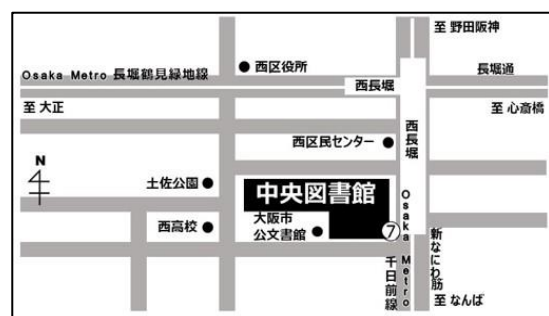 至 野田阪神
西区役所
Osaka Metro 長堀鶴見緑地線
長堀通
西長堀
至 大正
至 心斎橋
西長堀
西区民センター
N
土佐公園
中央図書館
西高校
大阪市
公文書館
⑦
Osaka Metro
千日前線
新なにわ筋
至 なんば